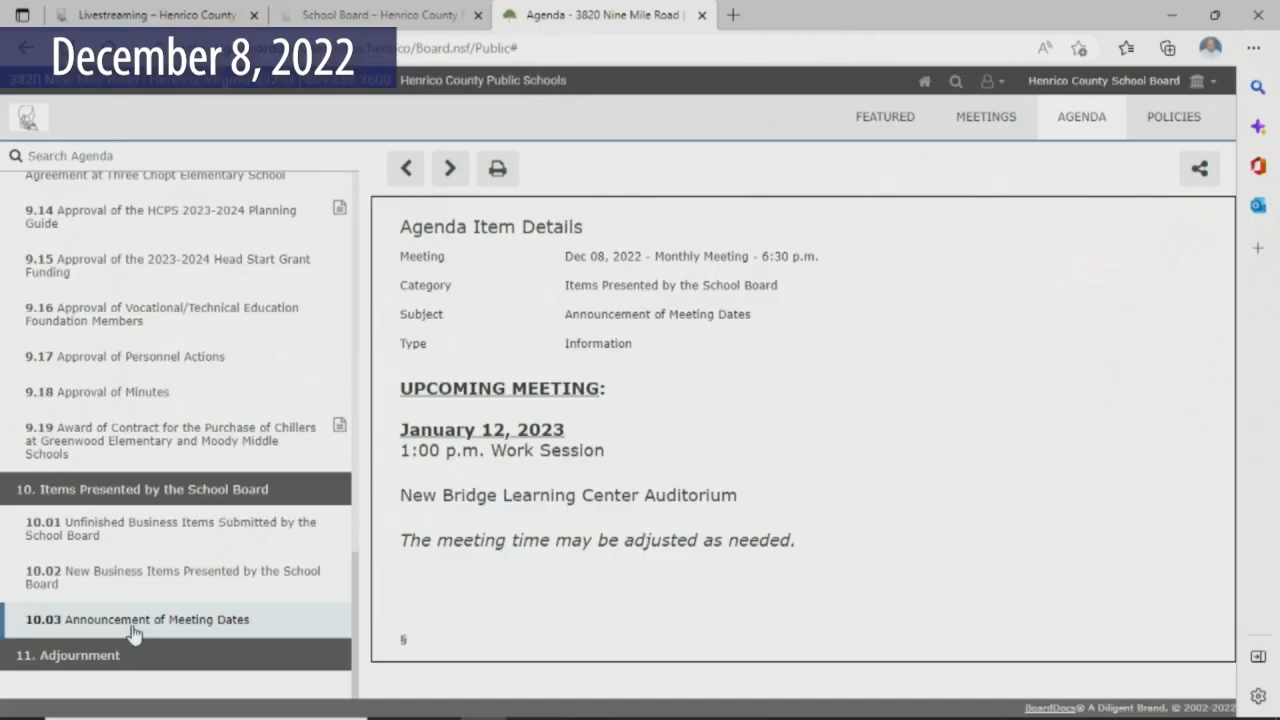 Livestreaming – Henrico County
School Board – Henrico County P
Agenda - 3820 Nine Mile Road |
December 8, 2022
henrico/Board.nsf/Public#
Henrico County Public Schools
Henrico County School Board
FEATURED
MEETINGS
AGENDA
POLICIES
Search Agenda
Agreement at Three Chopt Elementary School
9.14 Approval of the HCPS 2023-2024 Planning
Guide
9.15 Approval of the 2023-2024 Head Start Grant
Funding
9.16 Approval of Vocational/Technical Education
Foundation Members
9.17 Approval of Personnel Actions
9.18 Approval of Minutes
9.19 Award of Contract for the Purchase of Chillers
at Greenwood Elementary and Moody Middle
Schools
10. Items Presented by the School Board
10.01 Unfinished Business Items Submitted by the
School Board
10.02 New Business Items Presented by the School
Board
10.03 Announcement of Meeting Dates
11. Adjournment
Agenda Item Details
Meeting Dec 08, 2022 - Monthly Meeting - 6:30 p.m.
Category Items Presented by the School Board
Subject Announcement of Meeting Dates
Type Information
UPCOMING MEETING:
January 12, 2023
1:00 p.m. Work Session
New Bridge Learning Center Auditorium
The meeting time may be adjusted as needed.
§
BoardDocs® A Diligent Brand. © 2002-2022